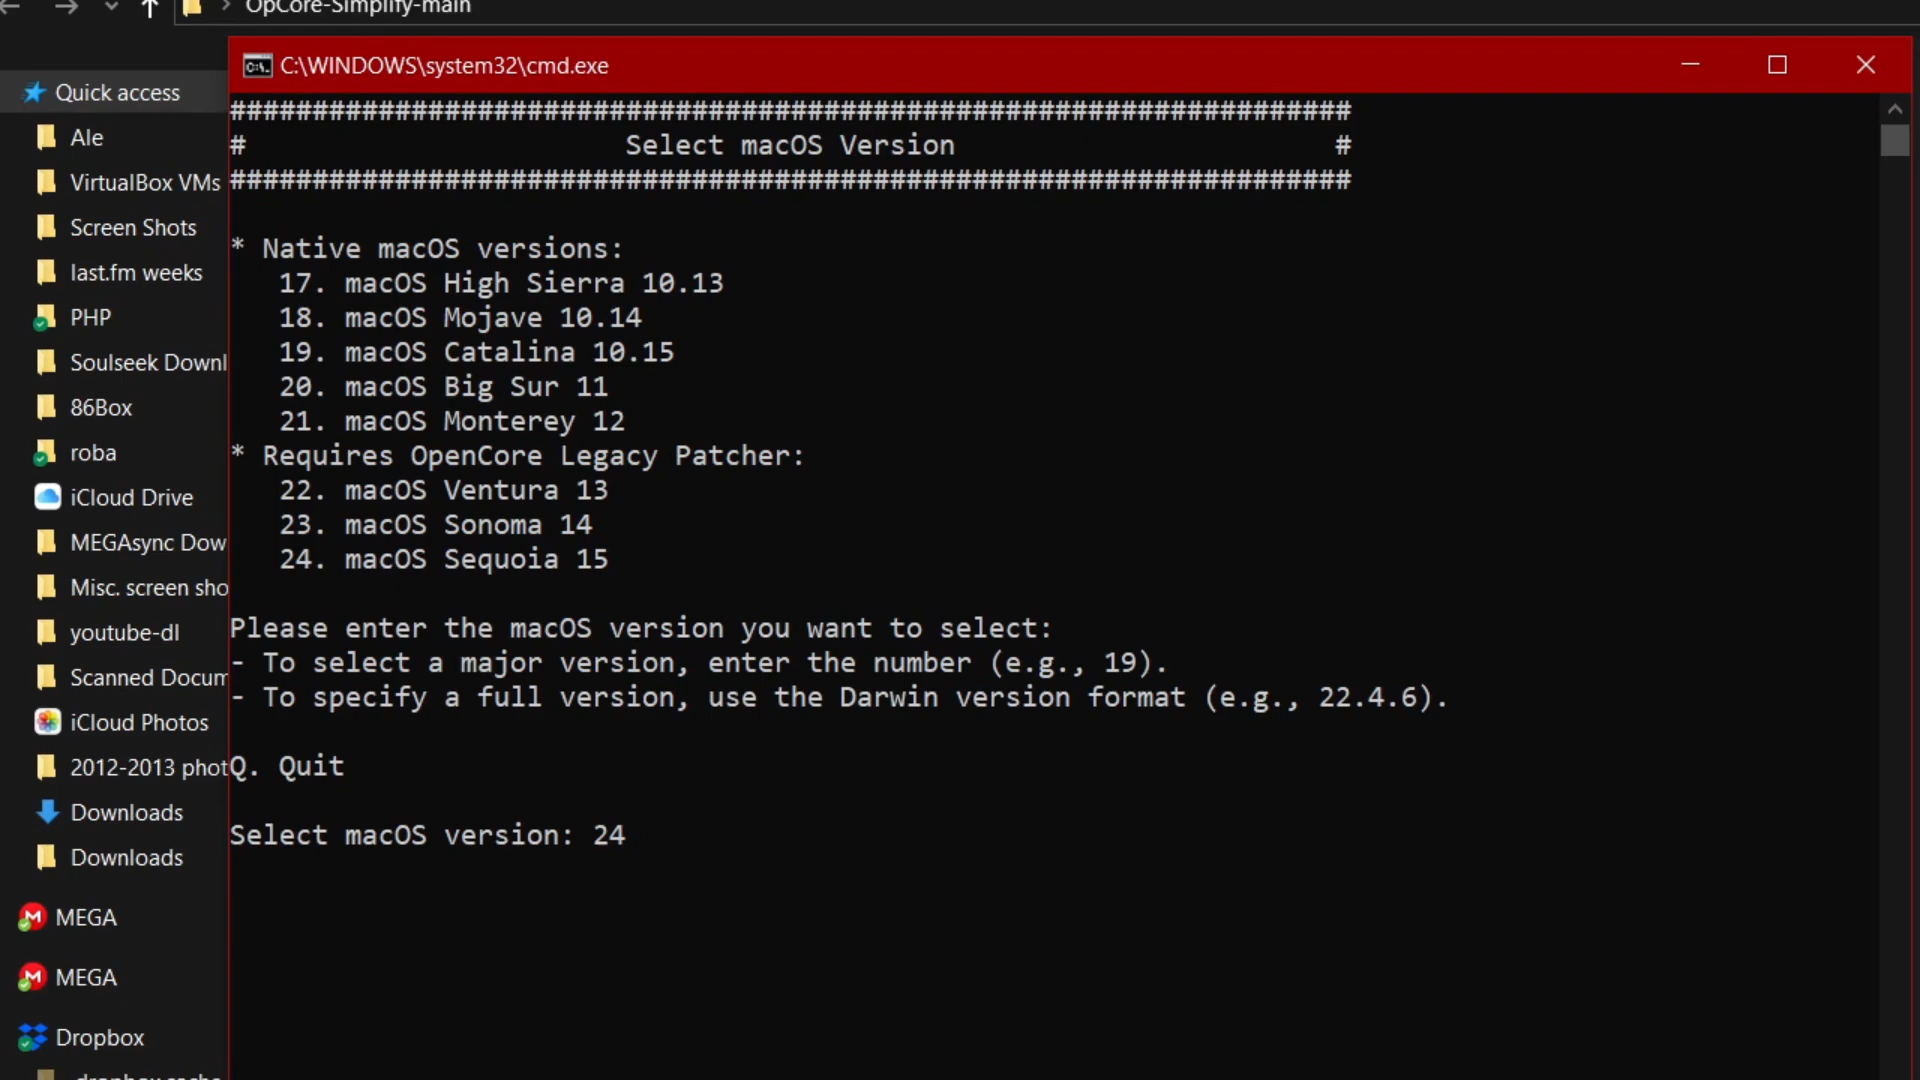 OpCore-Simplify-main
C:\WINDOWS\system32\cmd.exe
Quick access
Ale
VirtualBox VMs
Screen Shots
last.fm weeks
PHP
Soulseek Downl
86Box
roba
iCloud Drive
MEGAsync Dow
Misc. screen sho
youtube-dl
Scanned Docum
iCloud Photos
2012-2013 phot
Downloads
Downloads
MEGA
MEGA
Dropbox
####################################################################
# Select macOS Version #
####################################################################
* Native macOS versions:
17. macOS High Sierra 10.13
18. macOS Mojave 10.14
19. macOS Catalina 10.15
20. macOS Big Sur 11
21. macOS Monterey 12
* Requires OpenCore Legacy Patcher:
22. macOS Ventura 13
23. macOS Sonoma 14
24. macOS Sequoia 15
Please enter the macOS version you want to select:
- To select a major version, enter the number (e.g., 19).
- To specify a full version, use the Darwin version format (e.g., 22.4.6).
Q. Quit
Select macOS version: 24